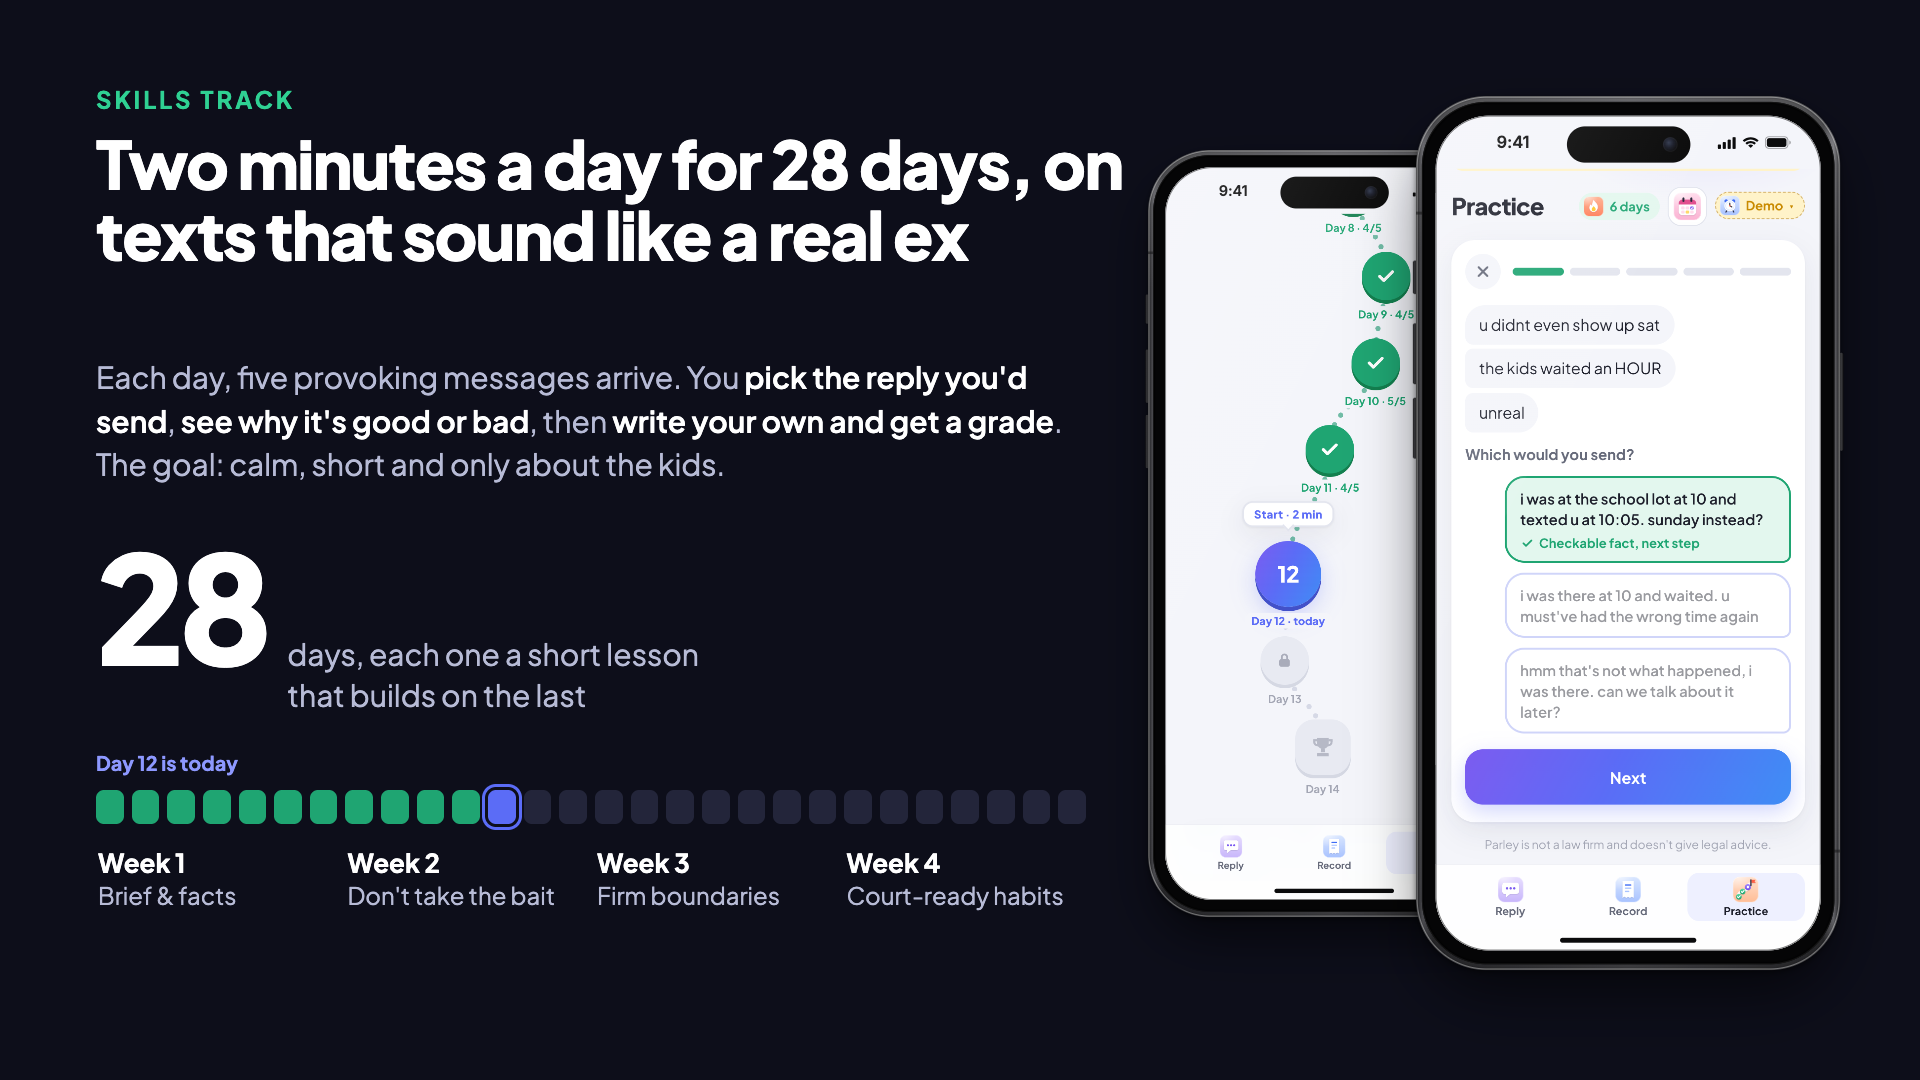 SKILLS TRACK
Two minutes a day for 28 days, on
texts that sound like a real ex
Each day, five provoking messages arrive. You pick the reply you'd
send, see why it's good or bad, then write your own and get a grade.
The goal: calm, short and only about the kids.
28
days, each one a short lesson
that builds on the last
Day 12 is today
Week 1
Brief & facts
Week 2
Don't take the bait
Week 3
Firm boundaries
Week 4
Court-ready habits
9:41
Day 8 · 4/5
Day 9 · 4/5
Day 10 · 5/5
Day 11 · 4/5
Start · 2 min
12
Day 12 · today
Day 13
Day 14
Reply
Record
9:41
Practice
6 days
Demo
u didnt even show up sat
the kids waited an HOUR
unreal
Which would you send?
i was at the school lot at 10 and
texted u at 10:05. sunday instead?
Checkable fact, next step
i was there at 10 and waited. u
must've had the wrong time again
hmm that's not what happened, i
was there. can we talk about it
later?
Next
Parley is not a law firm and doesn't give legal advice.
Reply
Record
Practice